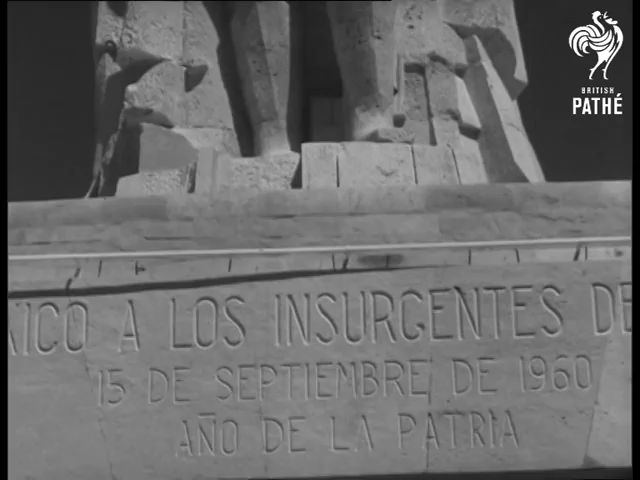 BRITISH
PATHÉ
XICO A LOS INSURGENTES DE
15 DE SEPTIEMBRE DE 1960
AÑO DE LA PATRIA